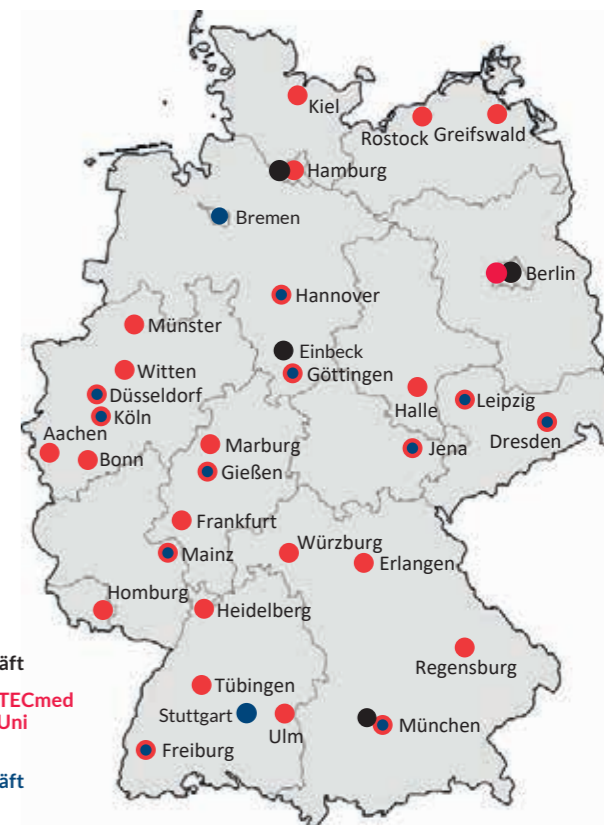 Kiel
Rostock
Greifswald
Hamburg
Bremen
Berlin
Hannover
Münster
Einbeck
Witten
Göttingen
Düsseldorf
Halle
Leipzig
Köln
Dresden
Aachen
Marburg
Jena
Bonn
Gießen
Frankfurt
Würzburg
Mainz
Erlangen
Homburg
Heidelberg
Regensburg
äft
TECmed
Uni
Tübingen
Stuttgart
Ulm
München
Freiburg
äft